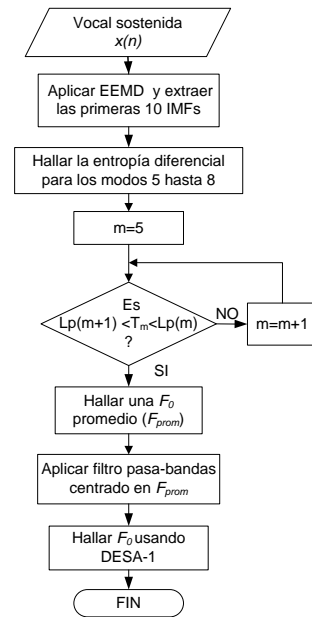 Vocal sostenida
x(n)
Aplicar EEMD y extraer
las primeras 10 IMFs
Hallar la entropía diferencial
para los modos 5 hasta 8
m=5
Es
Lp(m+1) <Tm<Lp(m)
?
NO
m=m+1
SI
Hallar una F0
promedio (Fprom)
Aplicar filtro pasa-bandas
centrado en Fprom
Hallar F0 usando
DESA-1
FIN